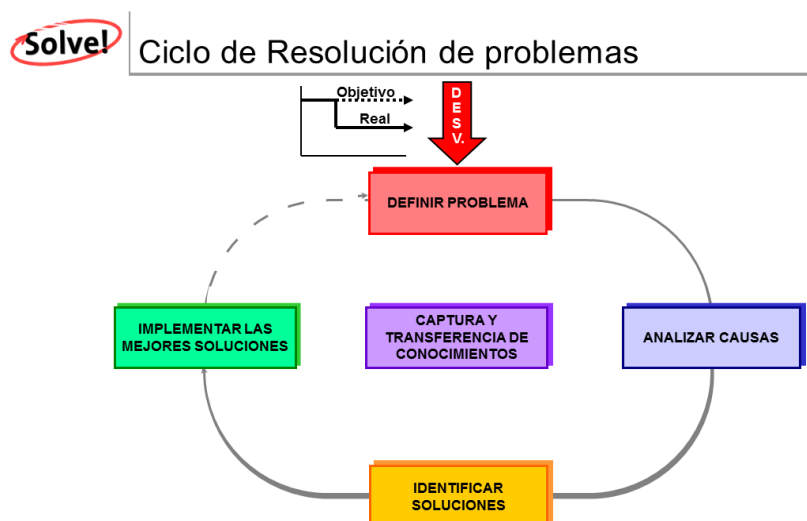 Solve!
Ciclo de Resolución de problemas
Objetivo
Real
D
E
S
V.
DEFINIR PROBLEMA
IMPLEMENTAR LAS
MEJORES SOLUCIONES
CAPTURA Y
TRANSFERENCIA DE
CONOCIMIENTOS
ANALIZAR CAUSAS
IDENTIFICAR
SOLUCIONES